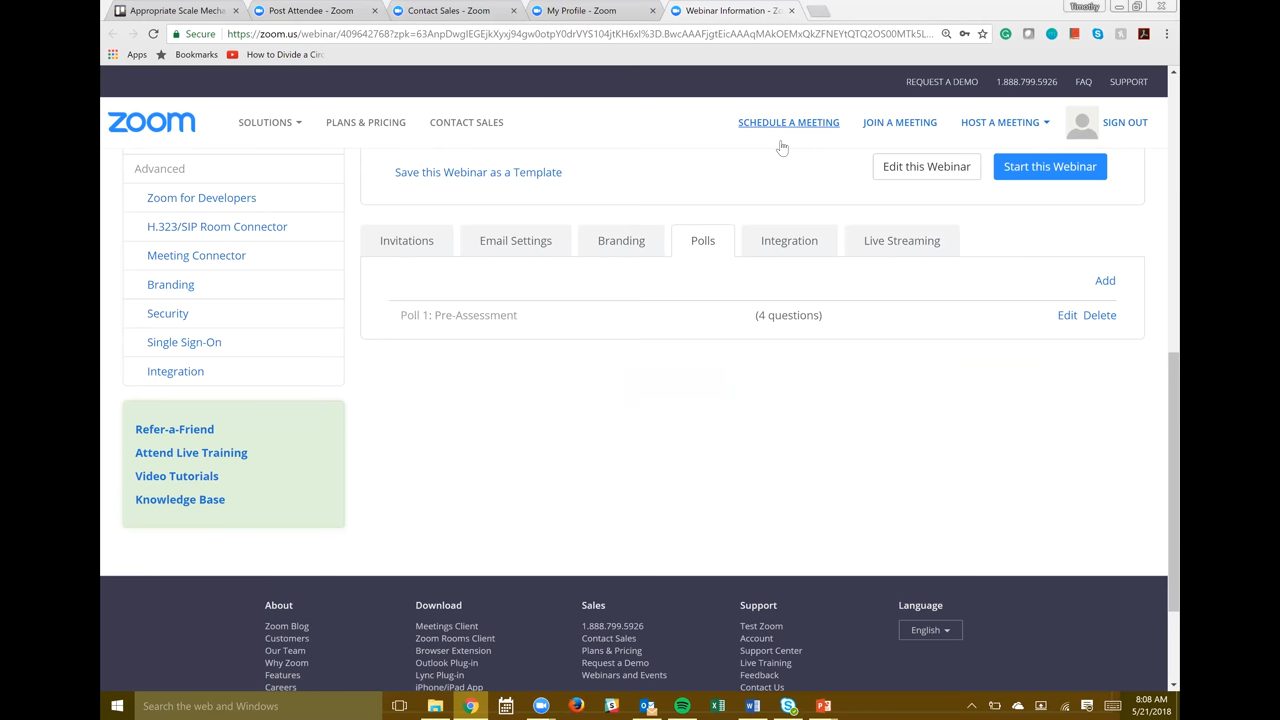 Timothy
Appropriate Scale Mecha
Post Attendee - Zoom
Contact Sales - Zoom
My Profile - Zoom
Webinar Information - Zo
Secure
Apps
Bookmarks
How to Divide a Circ
REQUEST A DEMO
1.888.799.5926
FAQ
SUPPORT
zoom
SOLUTIONS
PLANS & PRICING
CONTACT SALES
SCHEDULE A MEETING
JOIN A MEETING
HOST A MEETING
SIGN OUT
Advanced
Zoom for Developers
H.323/SIP Room Connector
Meeting Connector
Branding
Security
Single Sign-On
Integration
Refer-a-Friend
Attend Live Training
Video Tutorials
Knowledge Base
Save this Webinar as a Template
Edit this Webinar
Start this Webinar
Invitations
Email Settings
Branding
Polls
Integration
Live Streaming
Add
Poll 1: Pre-Assessment
(4 questions)
Edit
Delete
About
Zoom Blog
Customers
Our Team
Why Zoom
Features
Careers
Download
Meetings Client
Zoom Rooms Client
Browser Extension
Outlook Plug-in
Lync Plug-in
iPhone/iPad App
Sales
1.888.799.5926
Contact Sales
Plans & Pricing
Request a Demo
Webinars and Events
Support
Test Zoom
Account
Support Center
Live Training
Feedback
Contact Us
Language
English
Search the web and Windows
8:08 AM
5/21/2018